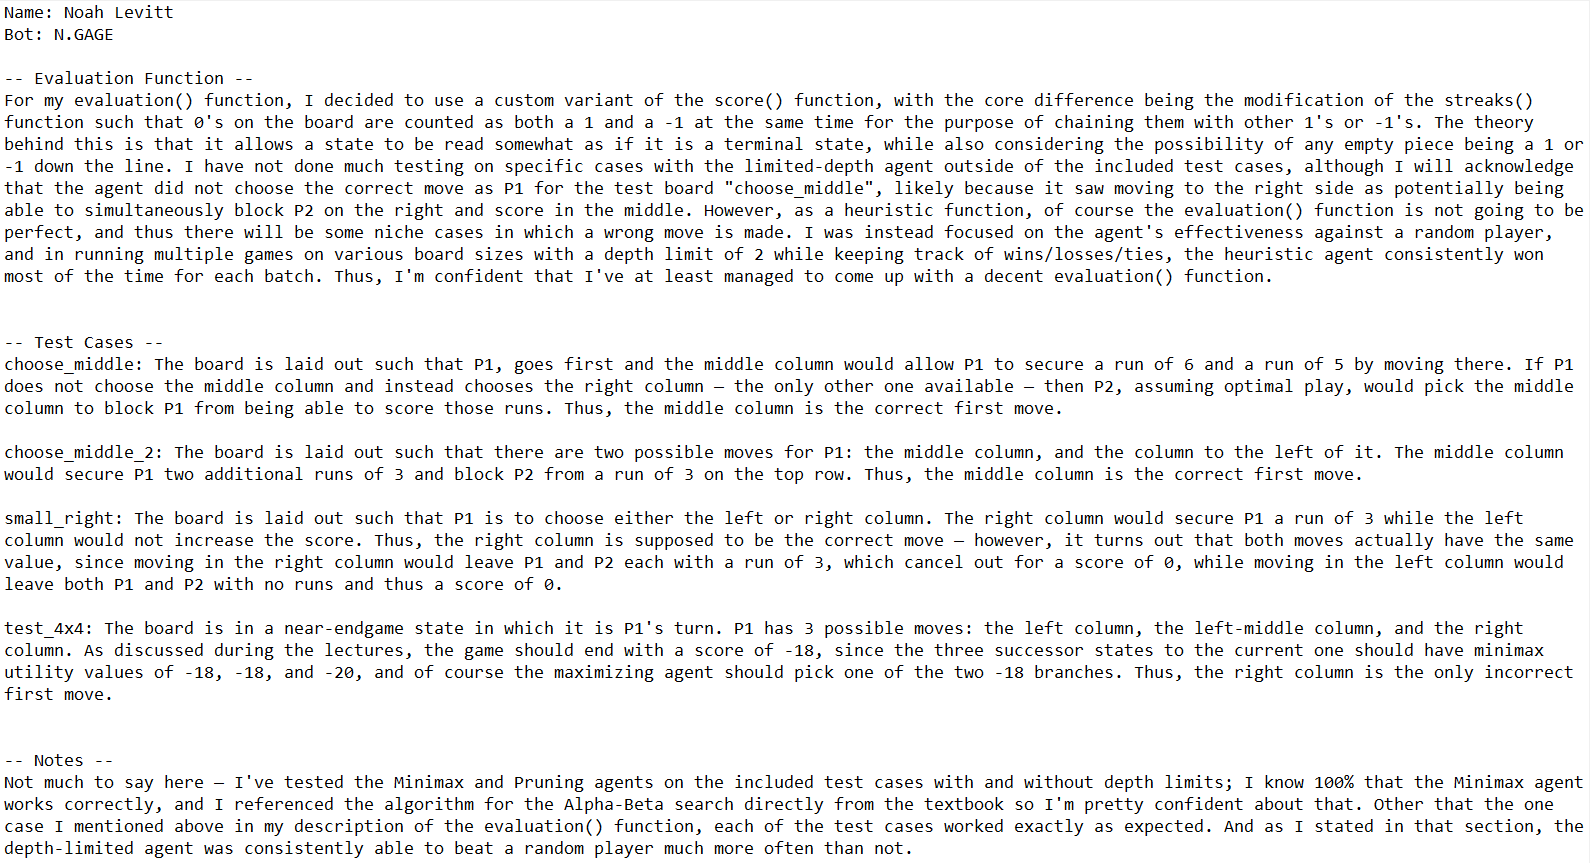 Name: Noah Levitt
Bot: N.GAGE
-- Evaluation Function --
For my evaluation() function, I decided to use a custom variant of the score() function, with the core difference being the modification of the streaks()
function such that 0's on the board are counted as both a 1 and a -1 at the same time for the purpose of chaining them with other 1's or -1's. The theory
behind this is that it allows a state to be read somewhat as if it is a terminal state, while also considering the possibility of any empty piece being a 1 or
-1 down the line. I have not done much testing on specific cases with the limited-depth agent outside of the included test cases, although I will acknowledge
that the agent did not choose the correct move as P1 for the test board "choose_middle", likely because it saw moving to the right side as potentially being
able to simultaneously block P2 on the right and score in the middle. However, as a heuristic function, of course the evaluation() function is not going to be
perfect, and thus there will be some niche cases in which a wrong move is made. I was instead focused on the agent's effectiveness against a random player,
and in running multiple games on various board sizes with a depth limit of 2 while keeping track of wins/losses/ties, the heuristic agent consistently won
most of the time for each batch. Thus, I'm confident that I've at least managed to come up with a decent evaluation() function.
-- Test Cases --
choose_middle: The board is laid out such that P1, goes first and the middle column would allow P1 to secure a run of 6 and a run of 5 by moving there. If P1
does not choose the middle column and instead chooses the right column — the only other one available — then P2, assuming optimal play, would pick the middle
column to block P1 from being able to score those runs. Thus, the middle column is the correct first move.
choose_middle_2: The board is laid out such that there are two possible moves for P1: the middle column, and the column to the left of it. The middle column
would secure P1 two additional runs of 3 and block P2 from a run of 3 on the top row. Thus, the middle column is the correct first move.
small_right: The board is laid out such that P1 is to choose either the left or right column. The right column would secure P1 a run of 3 while the left
column would not increase the score. Thus, the right column is supposed to be the correct move — however, it turns out that both moves actually have the same
value, since moving in the right column would leave P1 and P2 each with a run of 3, which cancel out for a score of 0, while moving in the left column would
leave both P1 and P2 with no runs and thus a score of 0.
test_4x4: The board is in a near-endgame state in which it is P1's turn. P1 has 3 possible moves: the left column, the left-middle column, and the right
column. As discussed during the lectures, the game should end with a score of -18, since the three successor states to the current one should have minimax
utility values of -18, -18, and -20, and of course the maximizing agent should pick one of the two -18 branches. Thus, the right column is the only incorrect
first move.
-- Notes --
Not much to say here — I've tested the Minimax and Pruning agents on the included test cases with and without depth limits; I know 100% that the Minimax agent
works correctly, and I referenced the algorithm for the Alpha-Beta search directly from the textbook so I'm pretty confident about that. Other that the one
case I mentioned above in my description of the evaluation() function, each of the test cases worked exactly as expected. And as I stated in that section, the
depth-limited agent was consistently able to beat a random player much more often than not.